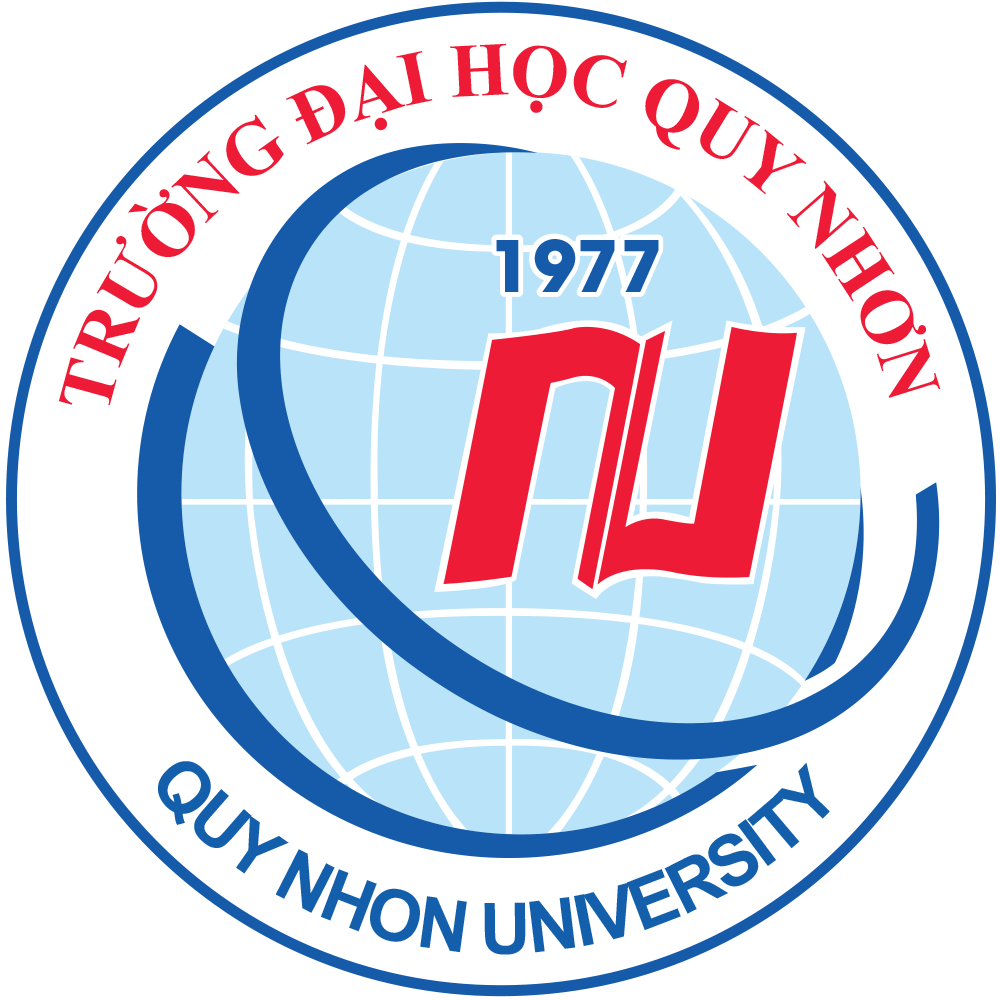 TRƯỜNG ĐẠI HỌC QUY NHƠN
1977
QUY NHON UNIVERSITY